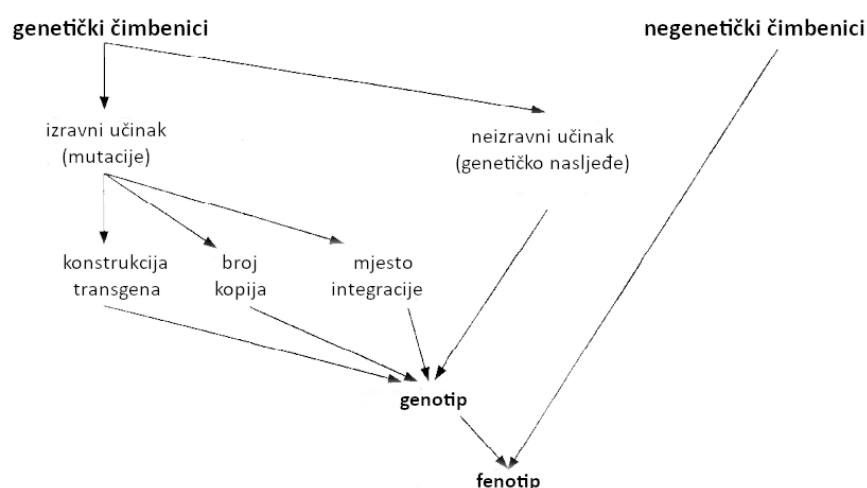 genetički čimbenici
negenetički čimbenici
izravni učinak
(mutacije)
neizravni učinak
(genetičko nasljeđe)
konstrukcija
transgena
broj
kopija
mjesto
integracije
genotip
fenotip